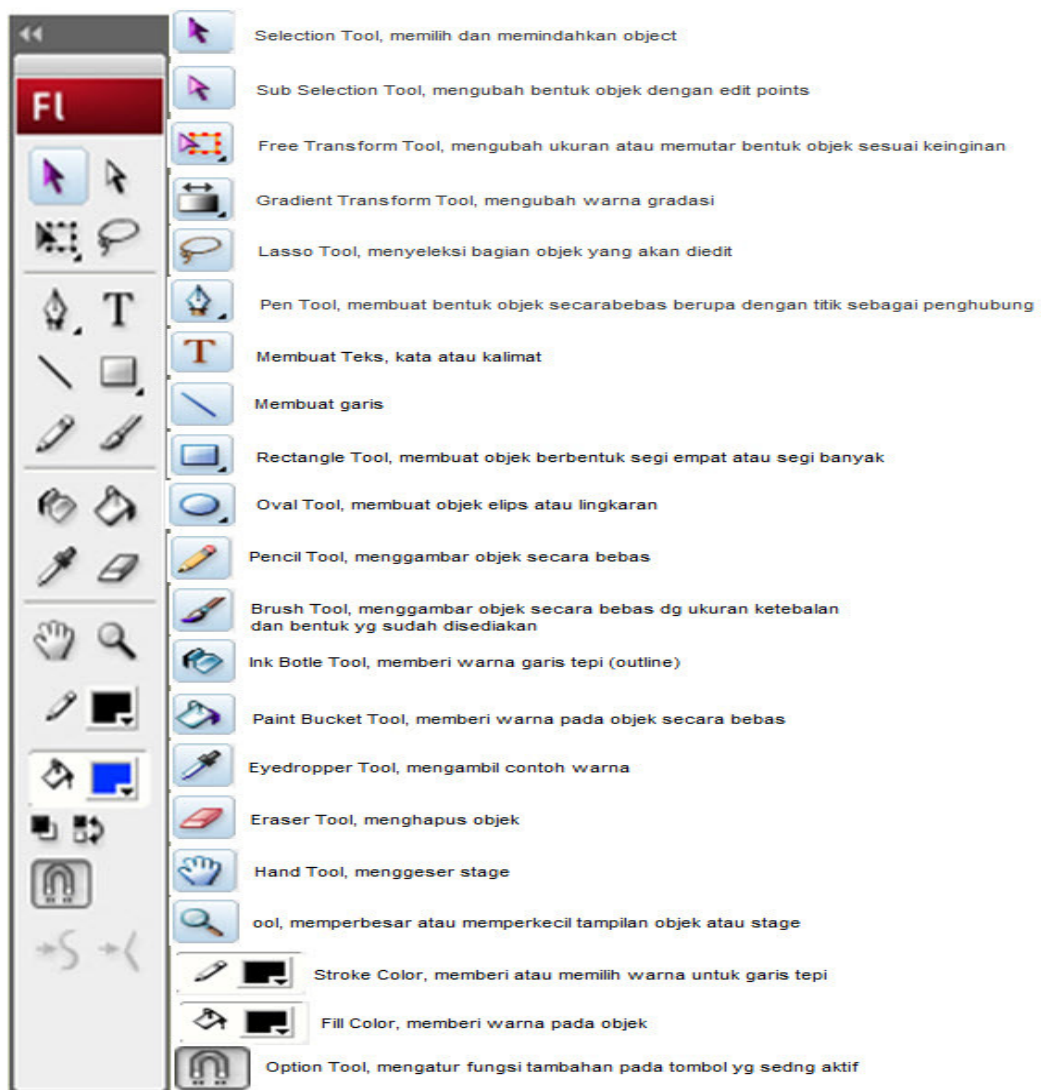 Fl
Selection Tool, memilih dan memindahkan object
Sub Selection Tool, mengubah bentuk objek dengan edit points
Free Transform Tool, mengubah ukuran atau memutar bentuk objek sesuai keinginan
Gradient Transform Tool, mengubah warna gradasi
Lasso Tool, menyeleksi bagian objek yang akan diedit
Pen Tool, membuat bentuk objek secarabebas berupa dengan titik sebagai penghubung
Membuat Teks, kata atau kalimat
Membuat garis
Rectangle Tool, membuat objek berbentuk segi empat atau segi banyak
Oval Tool, membuat objek elips atau lingkaran
Pencil Tool, menggambar objek secara bebas
Brush Tool, menggambar objek secara bebas dg ukuran ketebalan
dan bentuk yg sudah disediakan
Ink Botle Tool, memberi warna garis tepi (outline)
Paint Bucket Tool, memberi warna pada objek secara bebas
Eyedropper Tool, mengambil contoh warna
Eraser Tool, menghapus objek
Hand Tool, menggeser stage
ool, memperbesar atau memperkecil tampilan objek atau stage
Stroke Color, memberi atau memilih warna untuk garis tepi
Fill Color, memberi warna pada objek
Option Tool, mengatur fungsi tambahan pada tombol yg sedng aktif